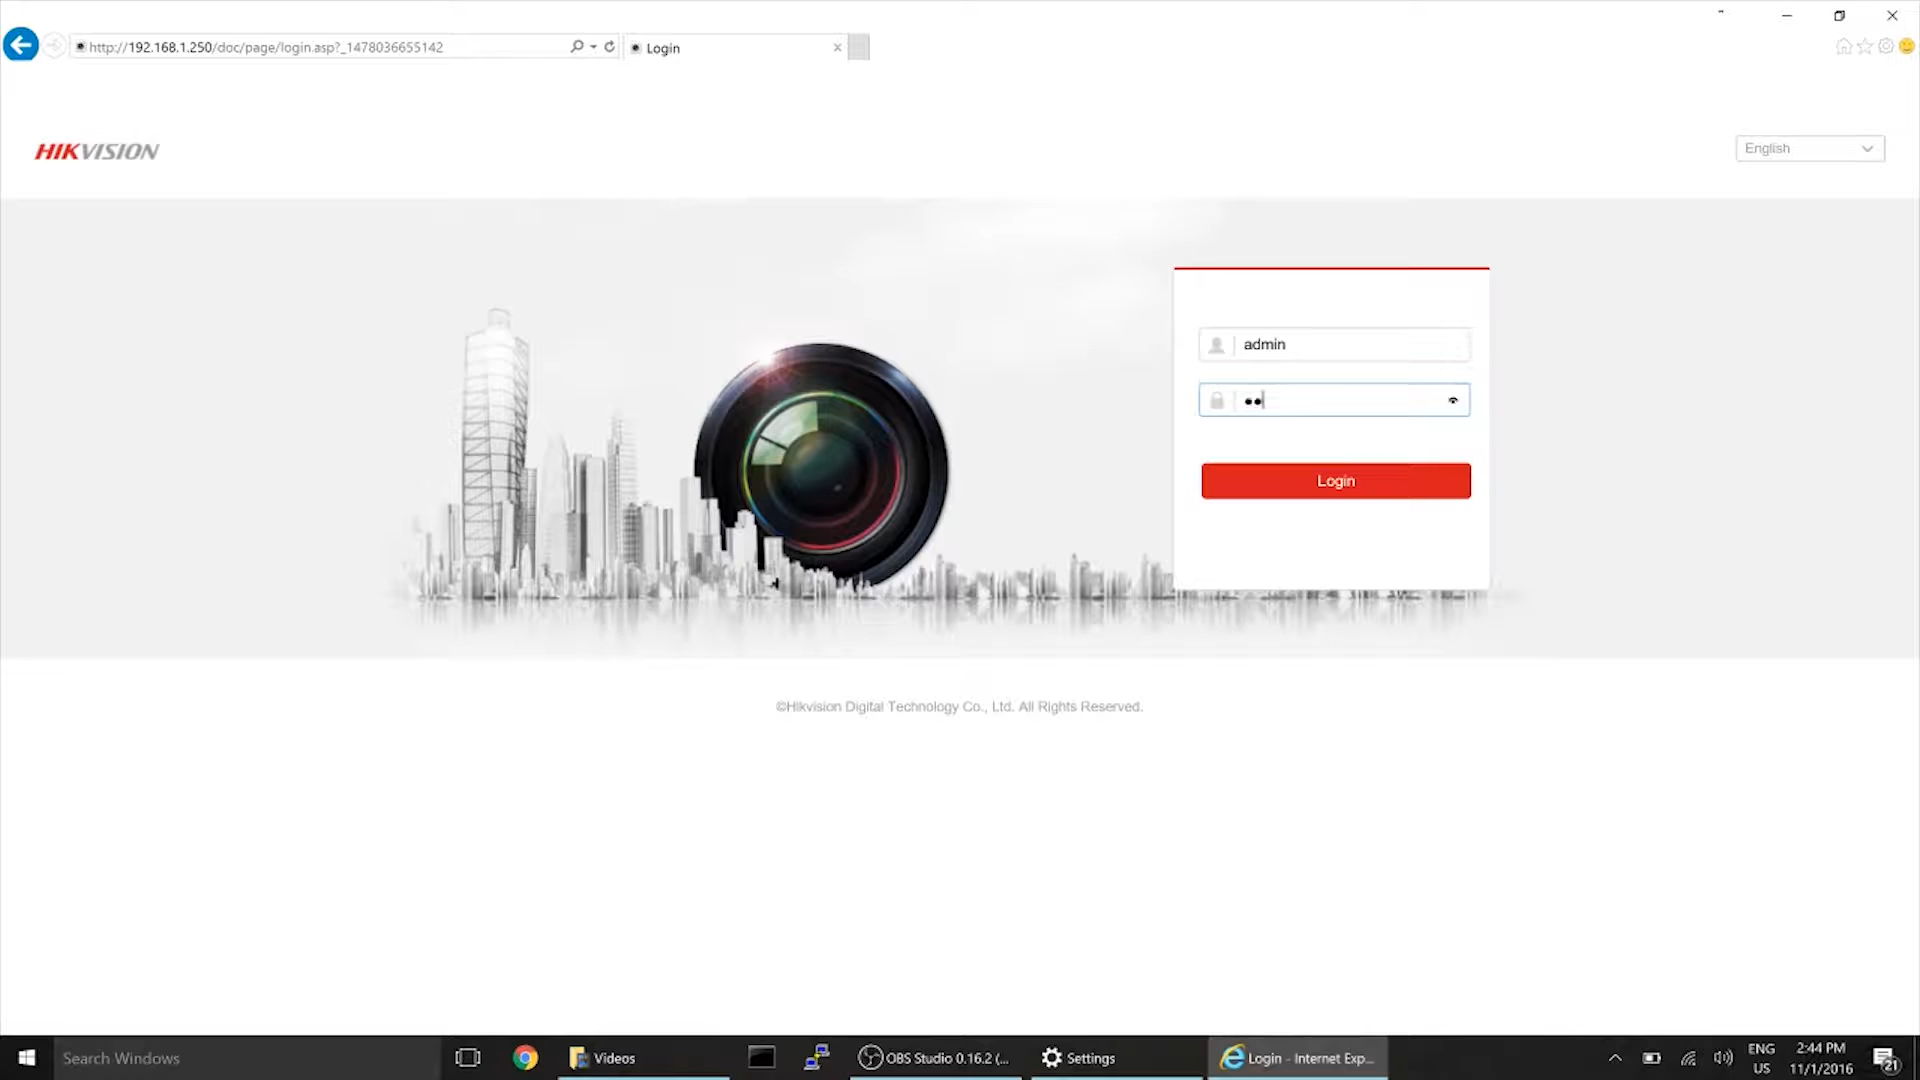 http://192.168.1.250/doc/page/login.asp?_1478036655142
Login
HIKVISION
English
admin
Login
©Hikvision Digital Technology Co., Ltd. All Rights Reserved.
Search Windows
Videos
OBS Studio 0.16.2 (...
Settings
Login - Internet Exp...
ENG
US
2:44 PM
11/1/2016
21